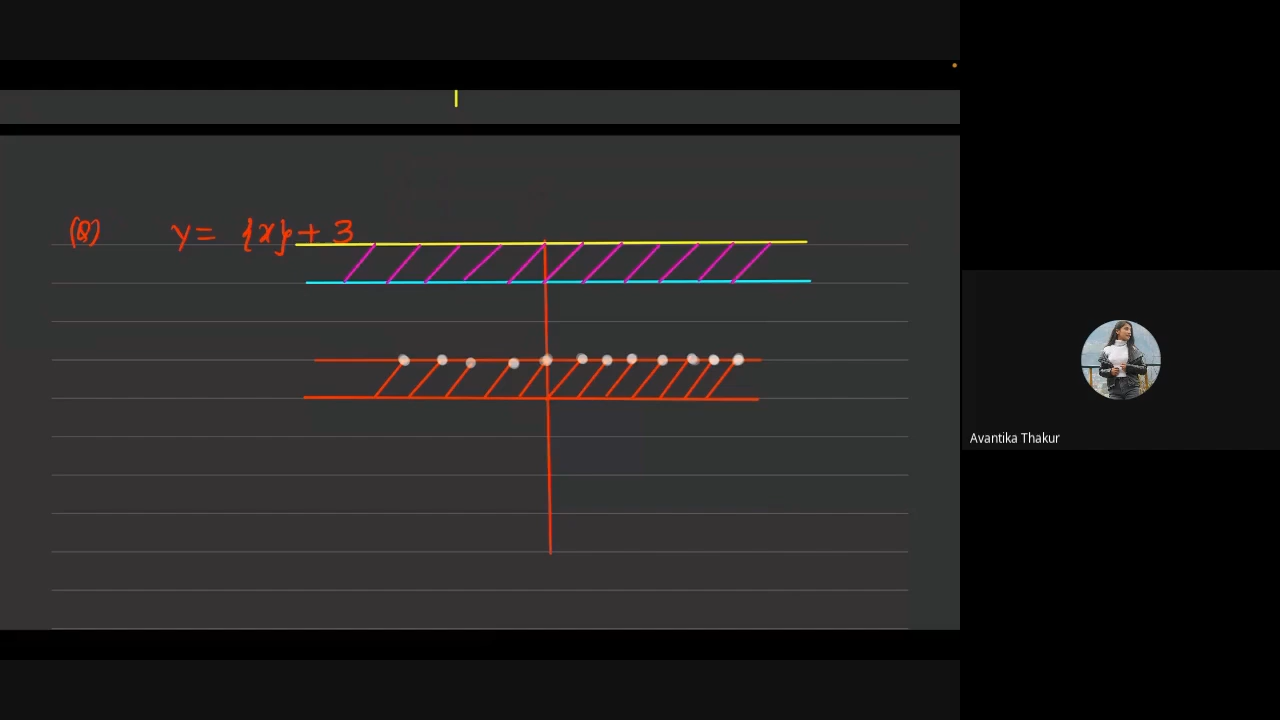 (Q) y = {x} + 3
Avantika Thakur